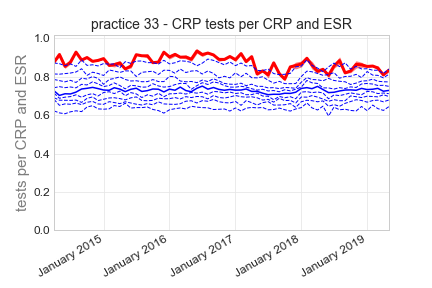 practice 33 - CRP tests per CRP and ESR
tests per CRP and ESR
1.0
0.8
0.6
0.4
0.2
0.0
January 2015
January 2016
January 2017
January 2018
January 2019